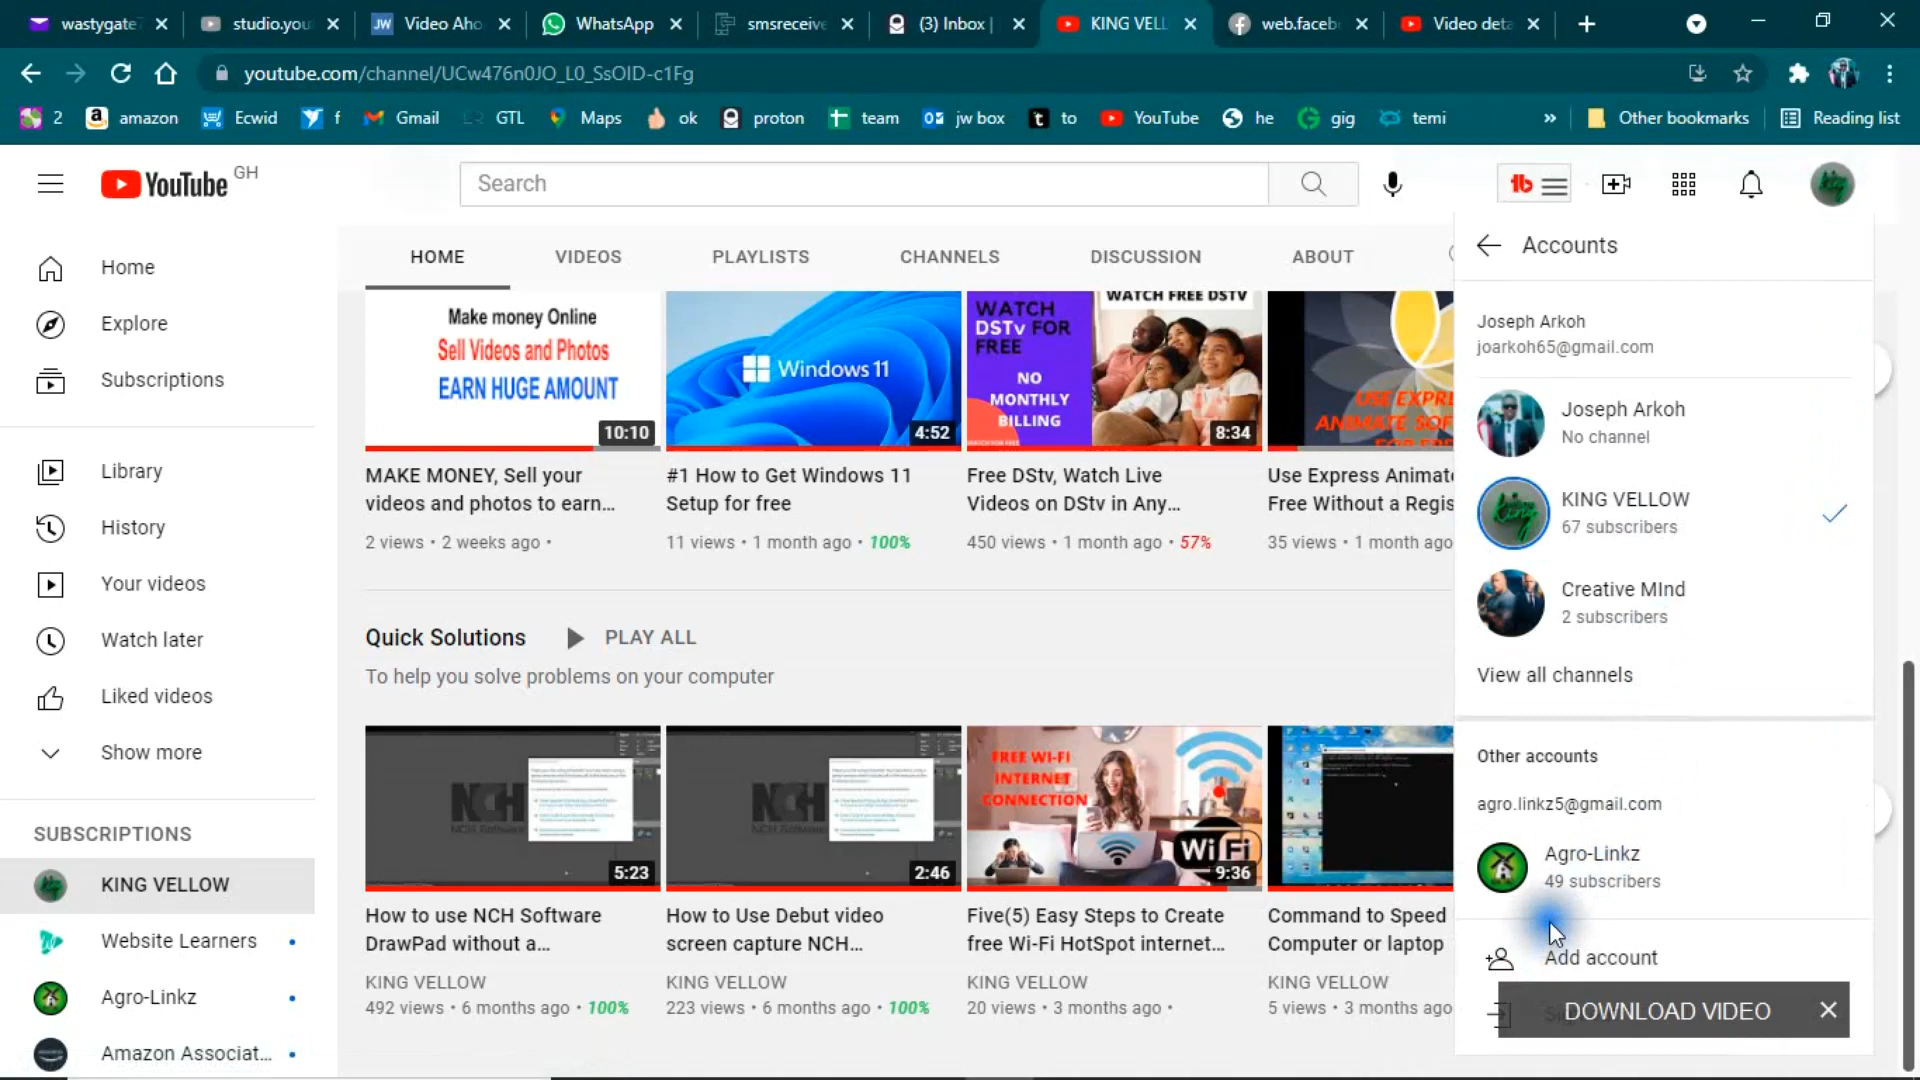 wastygate
studio.you
JW Video Aho
WhatsApp
smsreceive
(3) Inbox |
KING VELL
web.faceb
Video deta
youtube.com/channel/UCw476n0JO_L0_SsOID-c1Fg
2 amazon Ecwid f Gmail GTL Maps ok proton team jw box to YouTube he gig temi » Other bookmarks Reading list
YouTube GH
Search
HOME VIDEOS PLAYLISTS CHANNELS DISCUSSION ABOUT
Home
Explore
Subscriptions
Library
History
Your videos
Watch later
Liked videos
Show more
SUBSCRIPTIONS
KING VELLOW
Website Learners •
Agro-Linkz •
Amazon Associat... •
Make money Online
Sell Videos and Photos
EARN HUGE AMOUNT
10:10
MAKE MONEY, Sell your
videos and photos to earn...
2 views • 2 weeks ago •
Windows 11
4:52
#1 How to Get Windows 11
Setup for free
11 views • 1 month ago • 100%
WATCH
DSTv FOR
FREE
NO
MONTHLY
BILLING
WATCH FREE DSTV
8:34
Free DStv, Watch Live
Videos on DStv in Any...
450 views • 1 month ago • 57%
USE EXPRE
ANIMATE SOF
FOR FREE
Use Express Animate
Free Without a Regis
35 views • 1 month ago
Quick Solutions PLAY ALL
To help you solve problems on your computer
NCH
NCH Software
5:23
How to use NCH Software
DrawPad without a...
KING VELLOW
492 views • 6 months ago • 100%
NCH
NCH Software
2:46
How to Use Debut video
screen capture NCH...
KING VELLOW
223 views • 6 months ago • 100%
FREE WI-FI
INTERNET
CONNECTION
Wi Fi
9:36
Five(5) Easy Steps to Create
free Wi-Fi HotSpot internet...
KING VELLOW
20 views • 3 months ago •
Command to Speed
Computer or laptop
KING VELLOW
5 views • 3 months ago
Accounts
Joseph Arkoh
joarkoh65@gmail.com
Joseph Arkoh
No channel
KING VELLOW
67 subscribers
Creative MInd
2 subscribers
View all channels
Other accounts
agro.linkz5@gmail.com
Agro-Linkz
49 subscribers
Add account
DOWNLOAD VIDEO